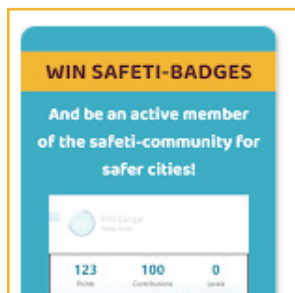 WIN SAFETI-BADGES
And be an active member
of the safeti-community for
safer cities!
123 100 0
Points Contributions Levels